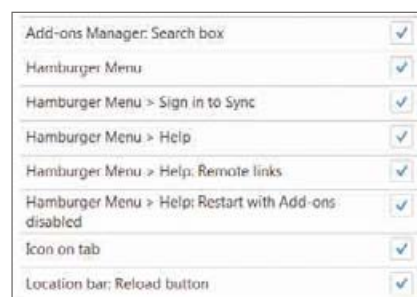 Add-ons Manager: Search box
Hamburger Menu
Hamburger Menu > Sign in to Sync
Hamburger Menu > Help
Hamburger Menu > Help: Remote links
Hamburger Menu > Help: Restart with Add-ons
disabled
Icon on tab
Location bar: Reload button